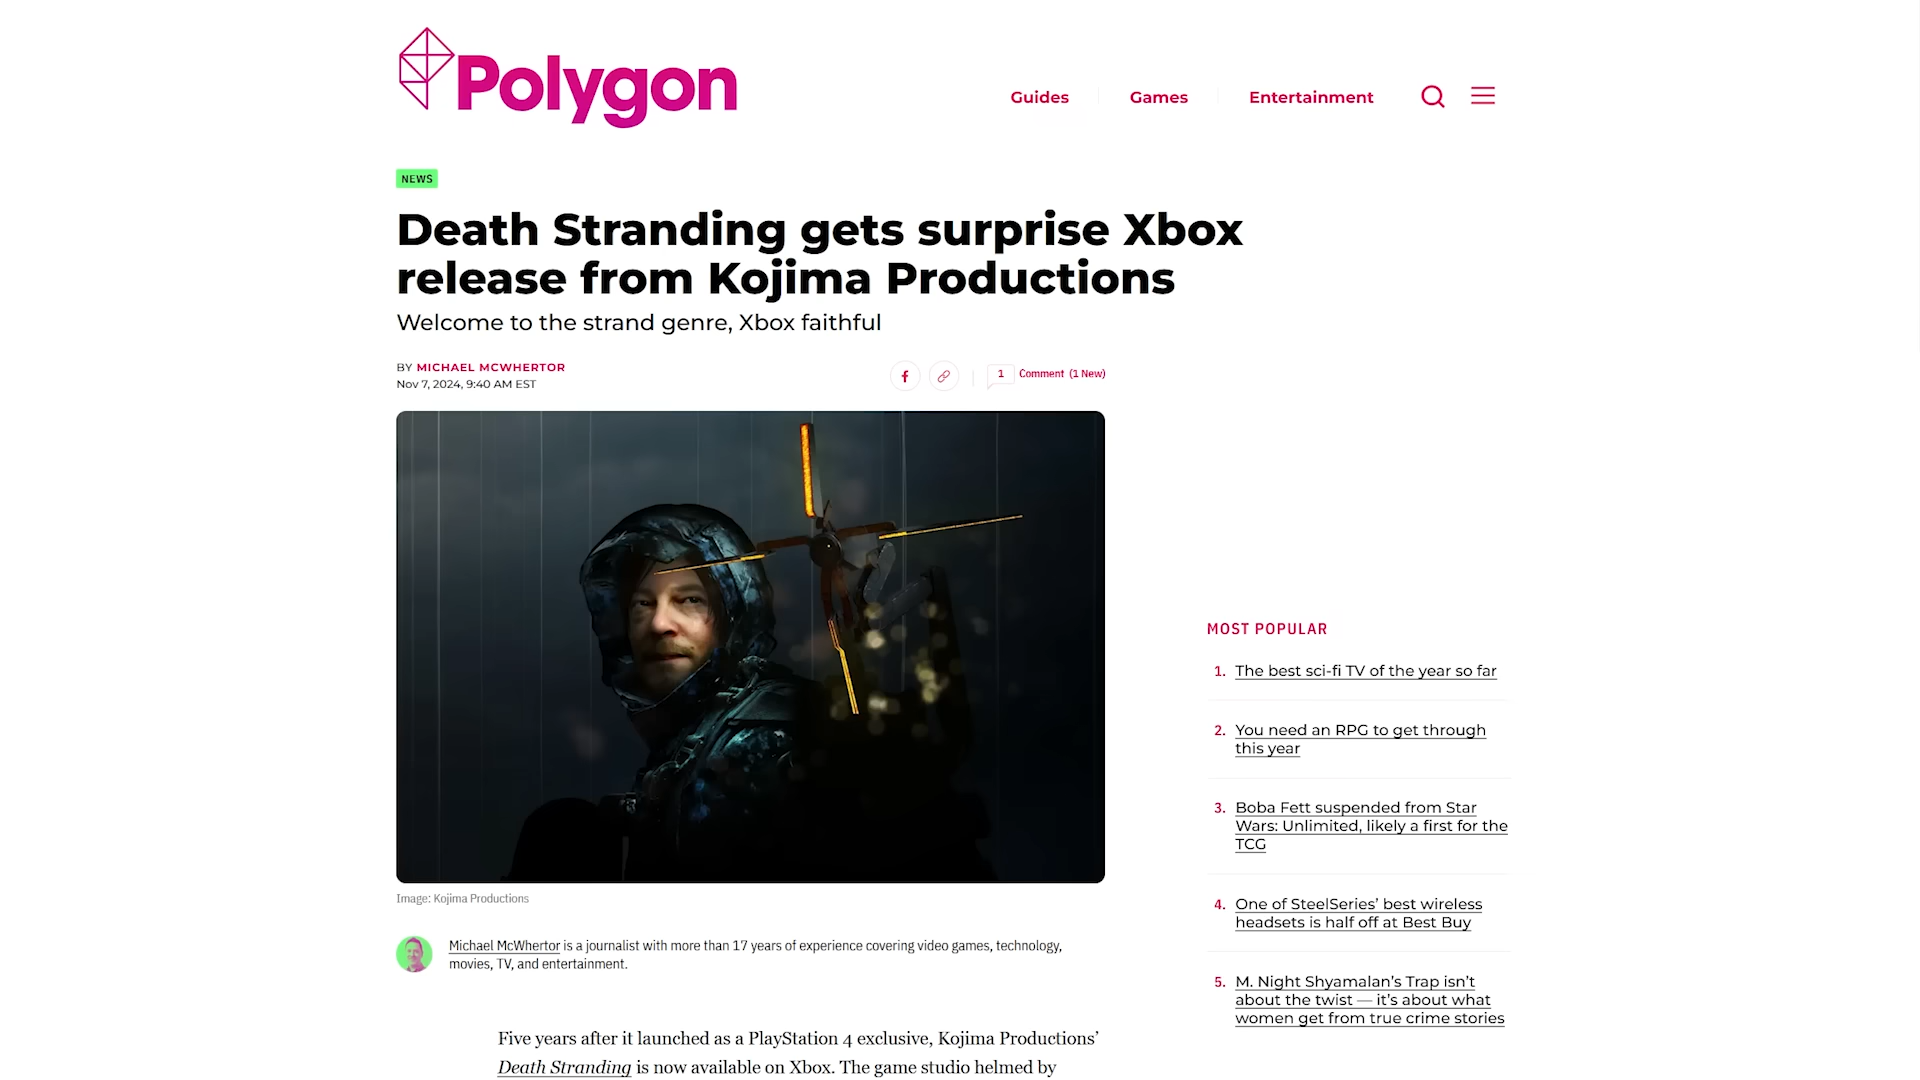 Polygon
Guides
Games
Entertainment
NEWS
Death Stranding gets surprise Xbox
release from Kojima Productions
Welcome to the strand genre, Xbox faithful
BY MICHAEL MCWHERTOR
Nov 7, 2024, 9:40 AM EST
1 Comment (1 New)
Image: Kojima Productions
Michael McWhertor is a journalist with more than 17 years of experience covering video games, technology,
movies, TV, and entertainment.
Five years after it launched as a PlayStation 4 exclusive, Kojima Productions’
Death Stranding is now available on Xbox. The game studio helmed by
MOST POPULAR
1. The best sci-fi TV of the year so far
2. You need an RPG to get through
this year
3. Boba Fett suspended from Star
Wars: Unlimited, likely a first for the
TCG
4. One of SteelSeries’ best wireless
headsets is half off at Best Buy
5. M. Night Shyamalan’s Trap isn’t
about the twist — it’s about what
women get from true crime stories